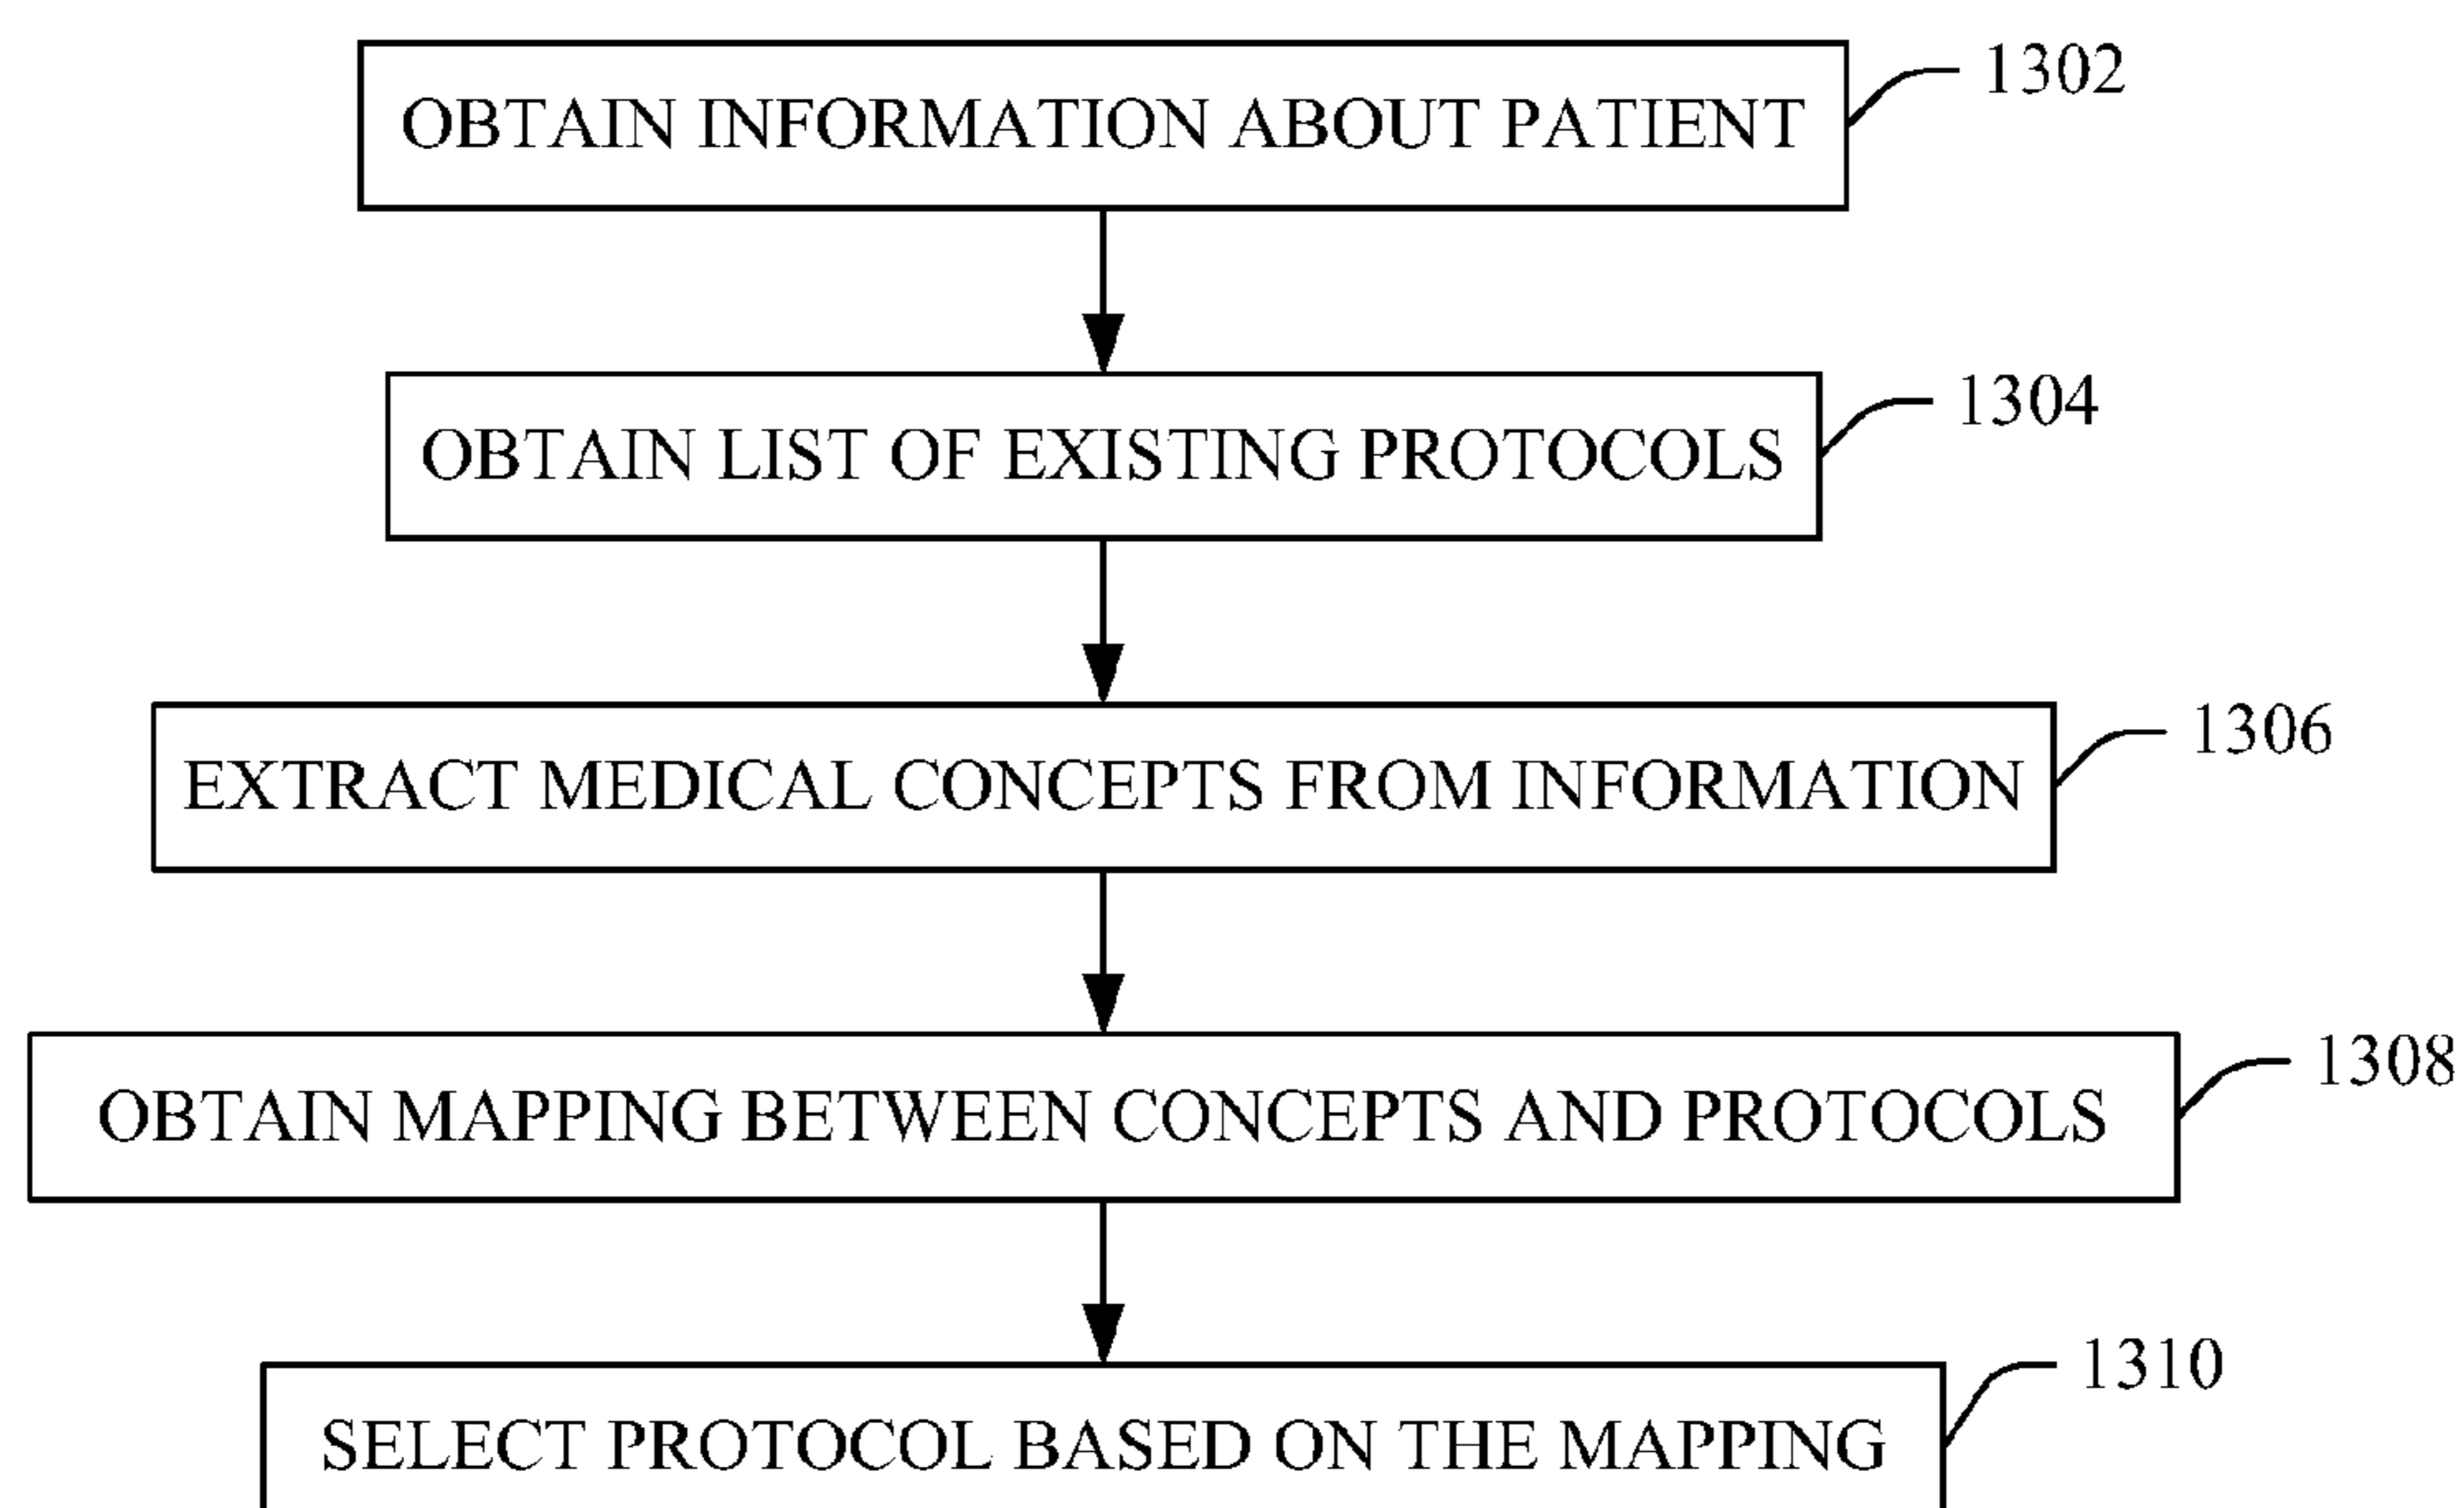 OBTAIN INFORMATION ABOUT PATIENT
1302
OBTAIN LIST OF EXISTING PROTOCOLS
1304
EXTRACT MEDICAL CONCEPTS FROM INFORMATION
1306
OBTAIN MAPPING BETWEEN CONCEPTS AND PROTOCOLS
1308
SELECT PROTOCOL BASED ON THE MAPPING
1310